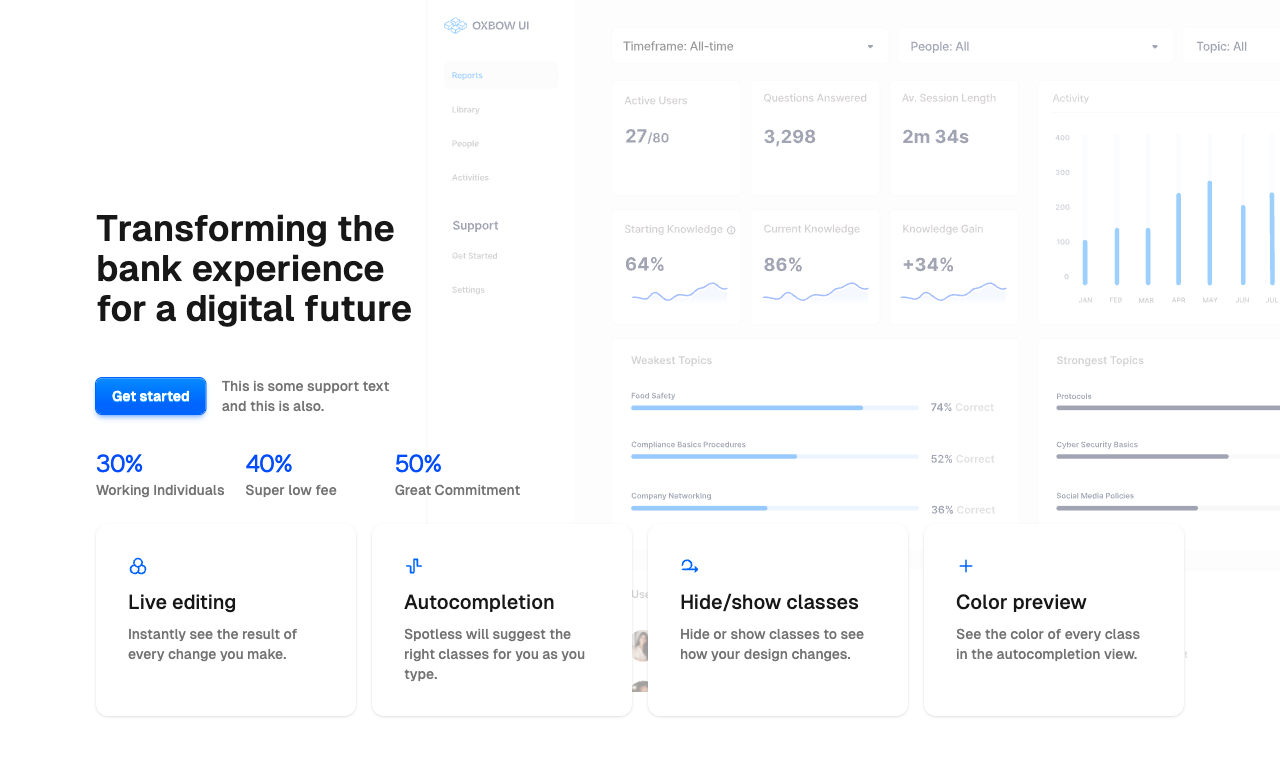 OXBOW UI
Reports
Library
People
Activities
Support
Get Started
Settings
Timeframe: All-time
People: All
Topic: All
Active Users
27/80
Questions Answered
3,298
Av. Session Length
2m 34s
Starting Knowledge
64%
Current Knowledge
86%
Knowledge Gain
+34%
Activity
400
300
200
100
0
JAN FEB MAR APR MAY JUN JUL
Weakest Topics
Food Safety
74% Correct
Compliance Basics Procedures
52% Correct
Company Networking
36% Correct
Strongest Topics
Protocols
Cyber Security Basics
Social Media Policies
Transforming the
bank experience
for a digital future
Get started
This is some support text
and this is also.
30%
Working Individuals
40%
Super low fee
50%
Great Commitment
Live editing
Instantly see the result of
every change you make.
Autocompletion
Spotless will suggest the
right classes for you as you
type.
Hide/show classes
Hide or show classes to see
how your design changes.
Color preview
See the color of every class
in the autocompletion view.